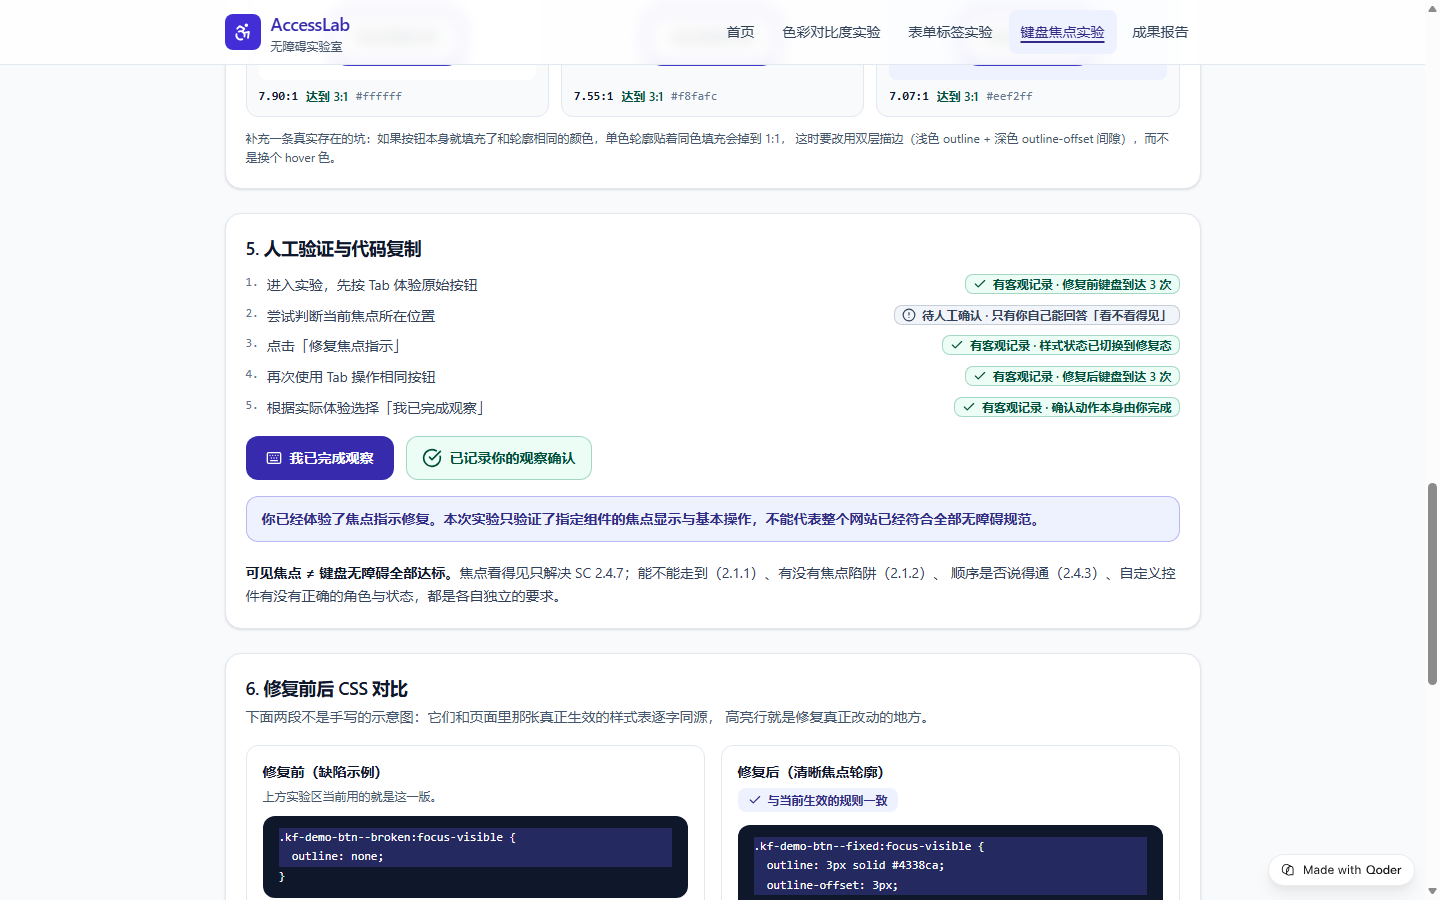 AccessLab
无障碍实验室
首页
色彩对比度实验
表单标签实验
键盘焦点实验
成果报告
7.90:1 达到 3:1 #ffffff
7.55:1 达到 3:1 #f8fafc
7.07:1 达到 3:1 #eef2ff
补充一条真实存在的坑：如果按钮本身就填充了和轮廓相同的颜色，单色轮廓贴着同色填充会掉到 1:1， 这时要改用双层描边（浅色 outline + 深色 outline-offset 间隙），而不
是换个 hover 色。
5. 人工验证与代码复制
1. 进入实验，先按 Tab 体验原始按钮
有客观记录 · 修复前键盘到达 3 次
2. 尝试判断当前焦点所在位置
待人工确认 · 只有你自己能回答「看不看得见」
3. 点击「修复焦点指示」
有客观记录 · 样式状态已切换到修复态
4. 再次使用 Tab 操作相同按钮
有客观记录 · 修复后键盘到达 3 次
5. 根据实际体验选择「我已完成观察」
有客观记录 · 确认动作本身由你完成
我已完成观察
已记录你的观察确认
你已经体验了焦点指示修复。本次实验只验证了指定组件的焦点显示与基本操作，不能代表整个网站已经符合全部无障碍规范。
可见焦点 ≠ 键盘无障碍全部达标。焦点看得见只解决 SC 2.4.7；能不能走到（2.1.1）、有没有焦点陷阱（2.1.2）、 顺序是否说得通（2.4.3）、自定义控
件有没有正确的角色与状态，都是各自独立的要求。
6. 修复前后 CSS 对比
下面两段不是手写的示意图：它们和页面里那张真正生效的样式表逐字同源， 高亮行就是修复真正改动的地方。
修复前（缺陷示例）
上方实验区当前用的就是这一版。
.kf-demo-btn--broken:focus-visible {
outline: none;
}
修复后（清晰焦点轮廓）
与当前生效的规则一致
.kf-demo-btn--fixed:focus-visible {
outline: 3px solid #4338ca;
outline-offset: 3px;
Made with Qoder